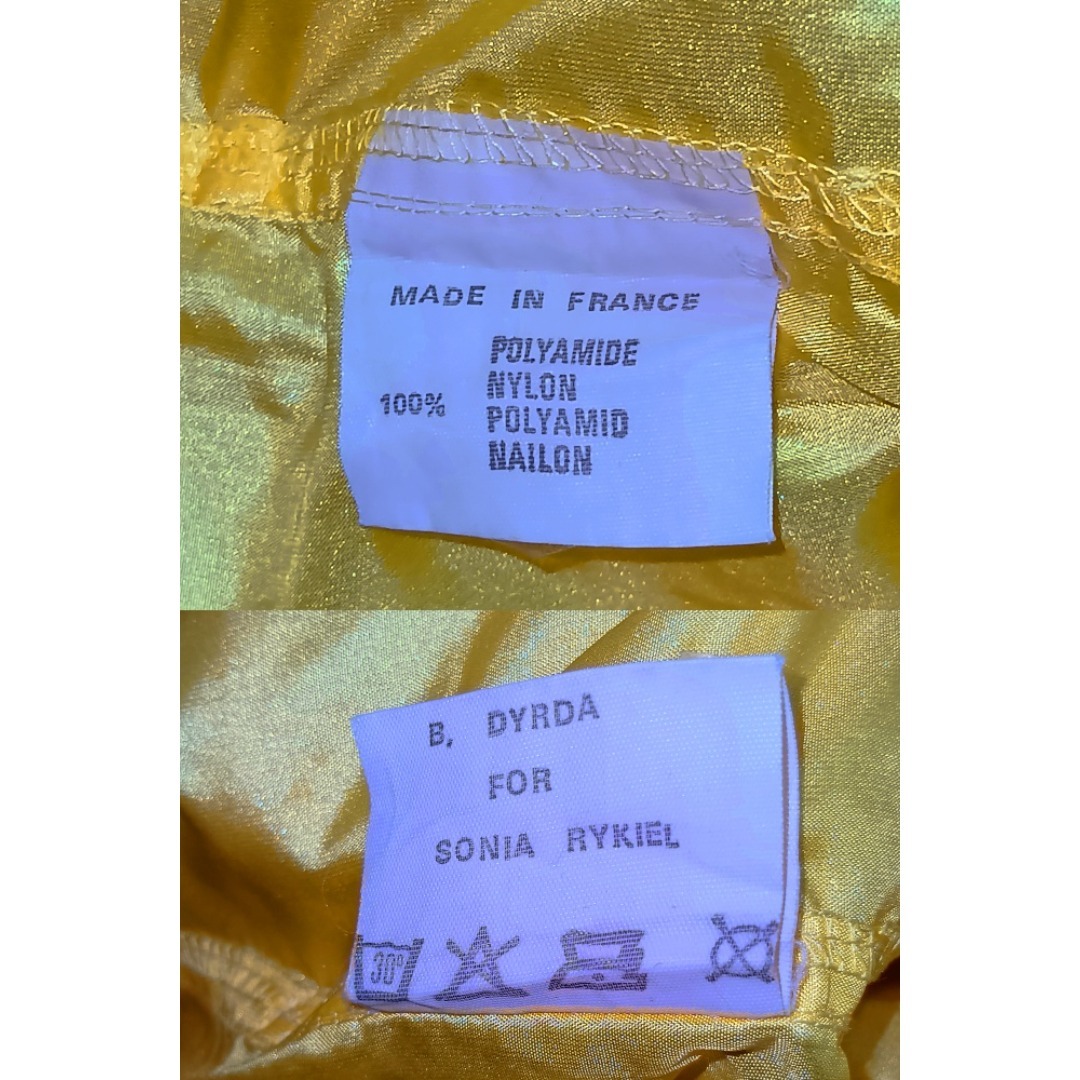 MADE IN FRANCE
POLYAMIDE
NYLON
100%
POLYAMID
NAILON
B, DYRDA
FOR
SONIA RYKIEL
30°